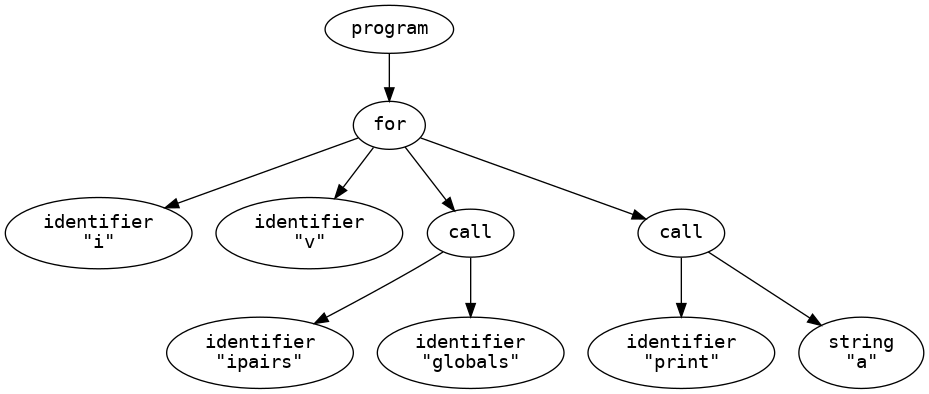 program
for
identifier
"i"
identifier
"v"
call
call
identifier
"ipairs"
identifier
"globals"
identifier
"print"
string
"a"